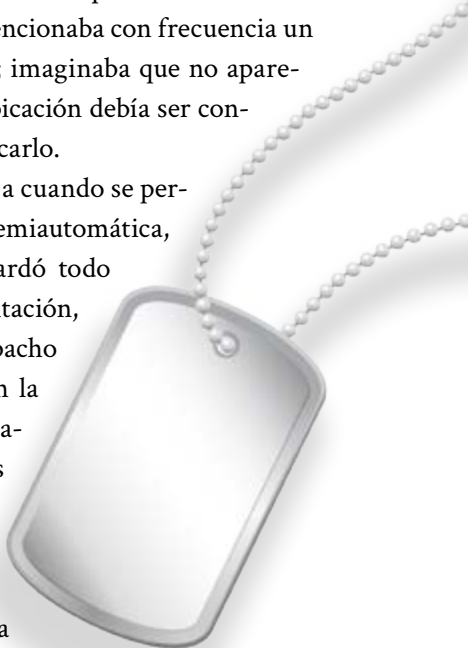 encionaba con frecuencia un
; imaginaba que no apare-
bicación debía ser con-
carlo.
a cuando se per-
emiautomática,
ardó todo
tación,
pacho
n la
a-
s
a